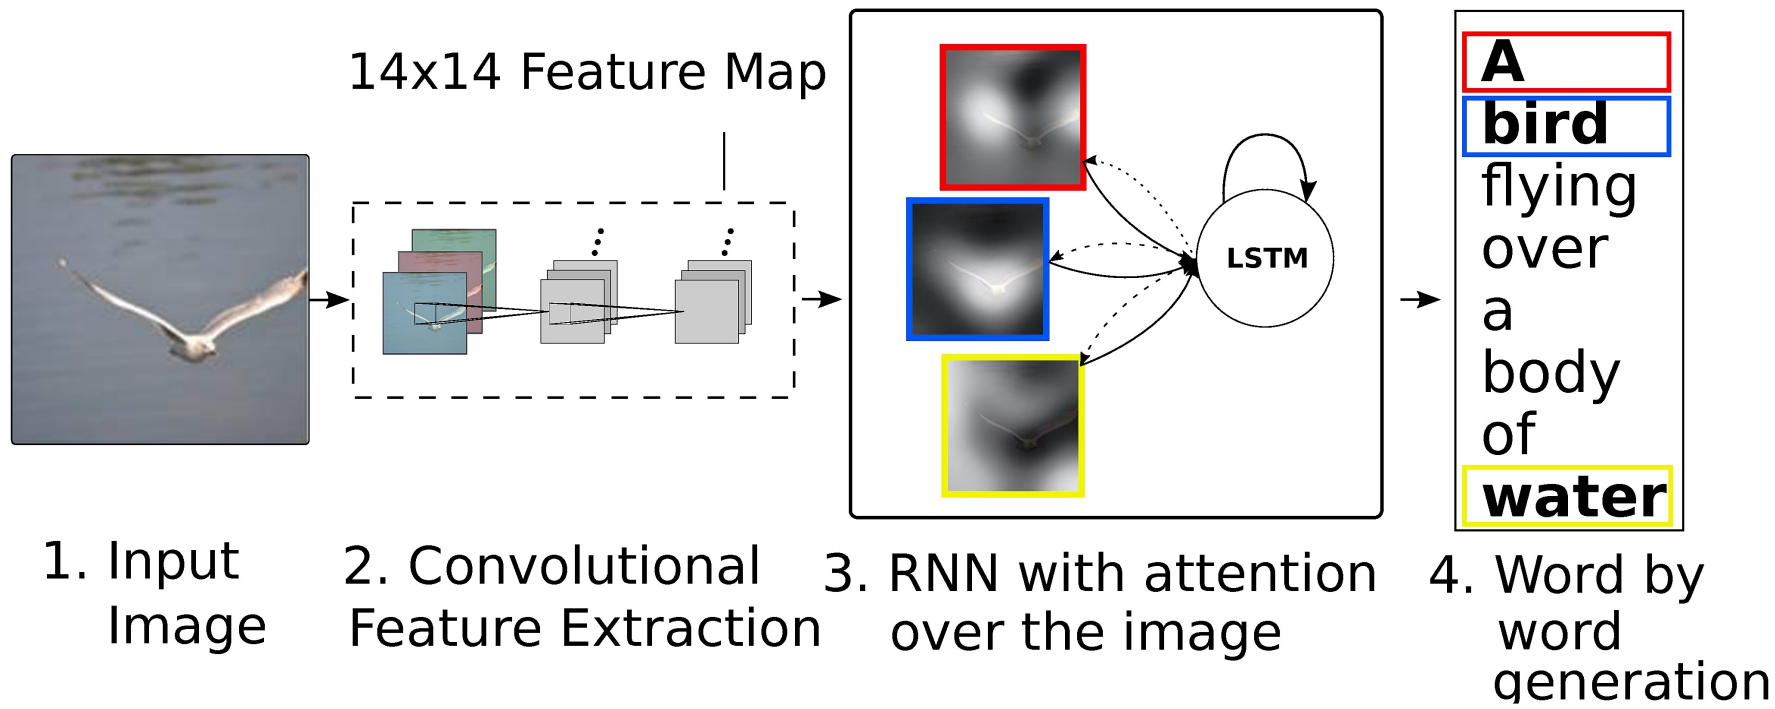 14x14 Feature Map
LSTM
A
bird
flying
over
a
body
of
water
1. Input
Image
2. Convolutional
Feature Extraction
3. RNN with attention
over the image
4. Word by
word
generation